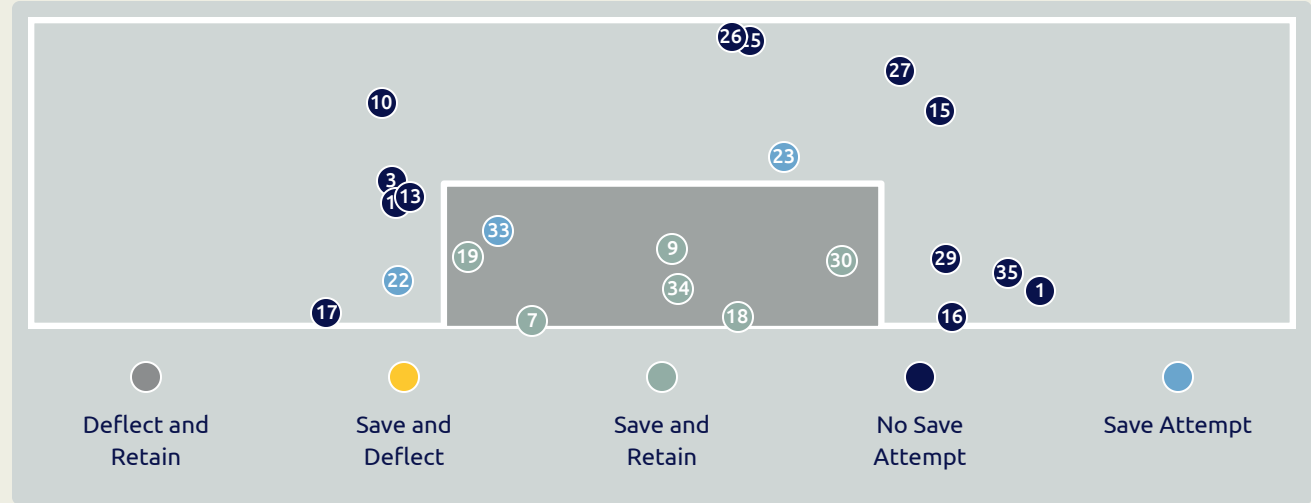 26
27
10
15
23
3
13
33
19
9
30
29
35
22
34
1
17
7
18
16
Deflect and
Retain
Save and
Deflect
Save and
Retain
No Save
Attempt
Save Attempt